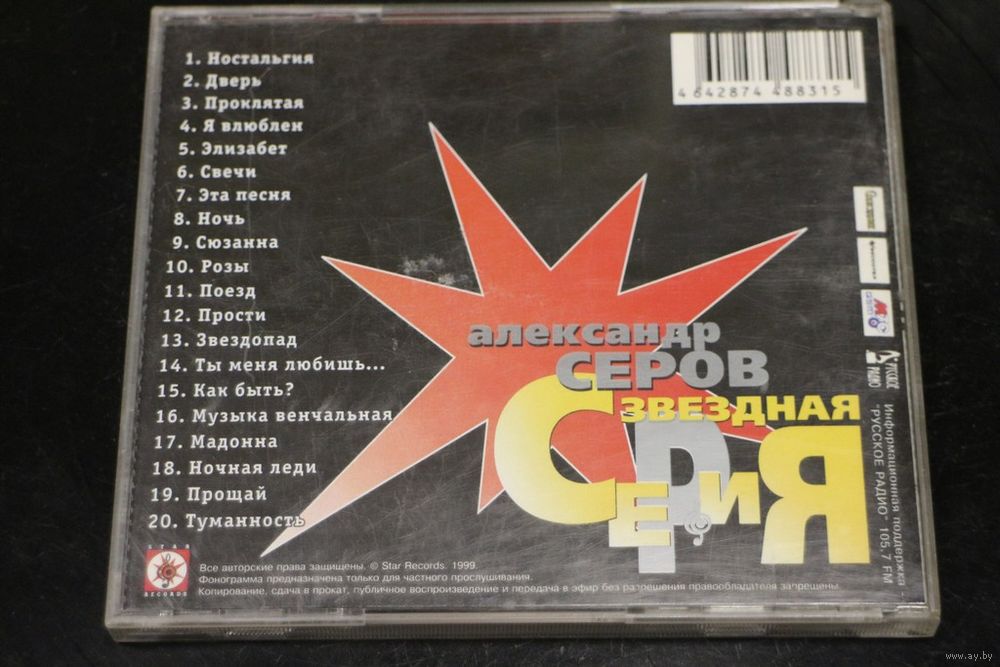 1. Ностальгия
2. Дверь
3. Проклятая
4. Я влюблен
5. Элизабет
6. Свечи
7. Эта песня
8. Ночь
9. Сюзанна
10. Розы
11. Поезд
12. Прости
13. Звездопад
14. Ты меня любишь...
15. Как быть?
16. Музыка венчальная
17. Мадонна
18. Ночная леди
19. Прощай
20. Туманность
4 642874 488315
александр
СЕРОВ
ЗВЕЗДНАЯ
СЕРИЯ
РУССКОЕ
РАДИО
Информационная поддержка -
"РУССКОЕ РАДИО" 105.7 FM
STAR
RECORDS
Все авторские права защищены. © Star Records. 1999.
Фонограмма предназначена только для частного прослушивания.
Копирование, сдача в прокат, публичное воспроизведение и передача в эфир без разрешения правообладателя запрещены.
www.ay.by